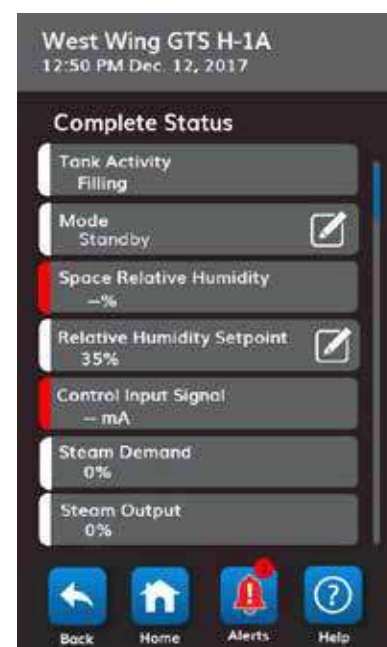 West Wing GTS H-1A
12:50 PM Dec. 12, 2017
Complete Status
Tank Activity
Filling
Mode
Standby
Space Relative Humidity
--%
Relative Humidity Setpoint
35%
Control Input Signal
-- mA
Steam Demand
0%
Steam Output
0%
Back Home Alerts Help